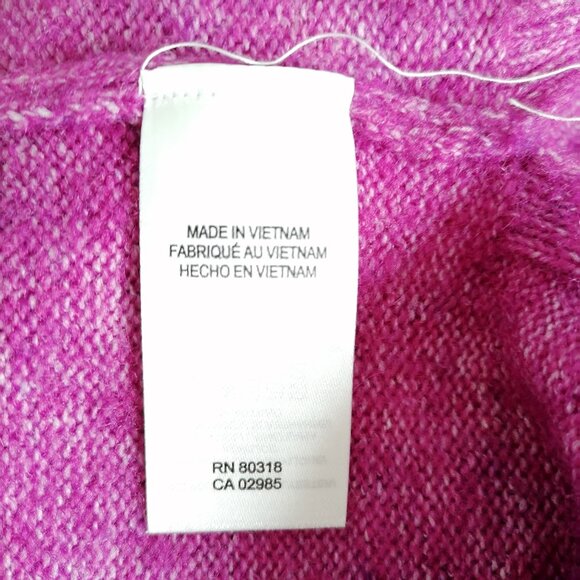 MADE IN VIETNAM
FABRIQUÉ AU VIETNAM
HECHO EN VIETNAM
RN 80318
CA 02985